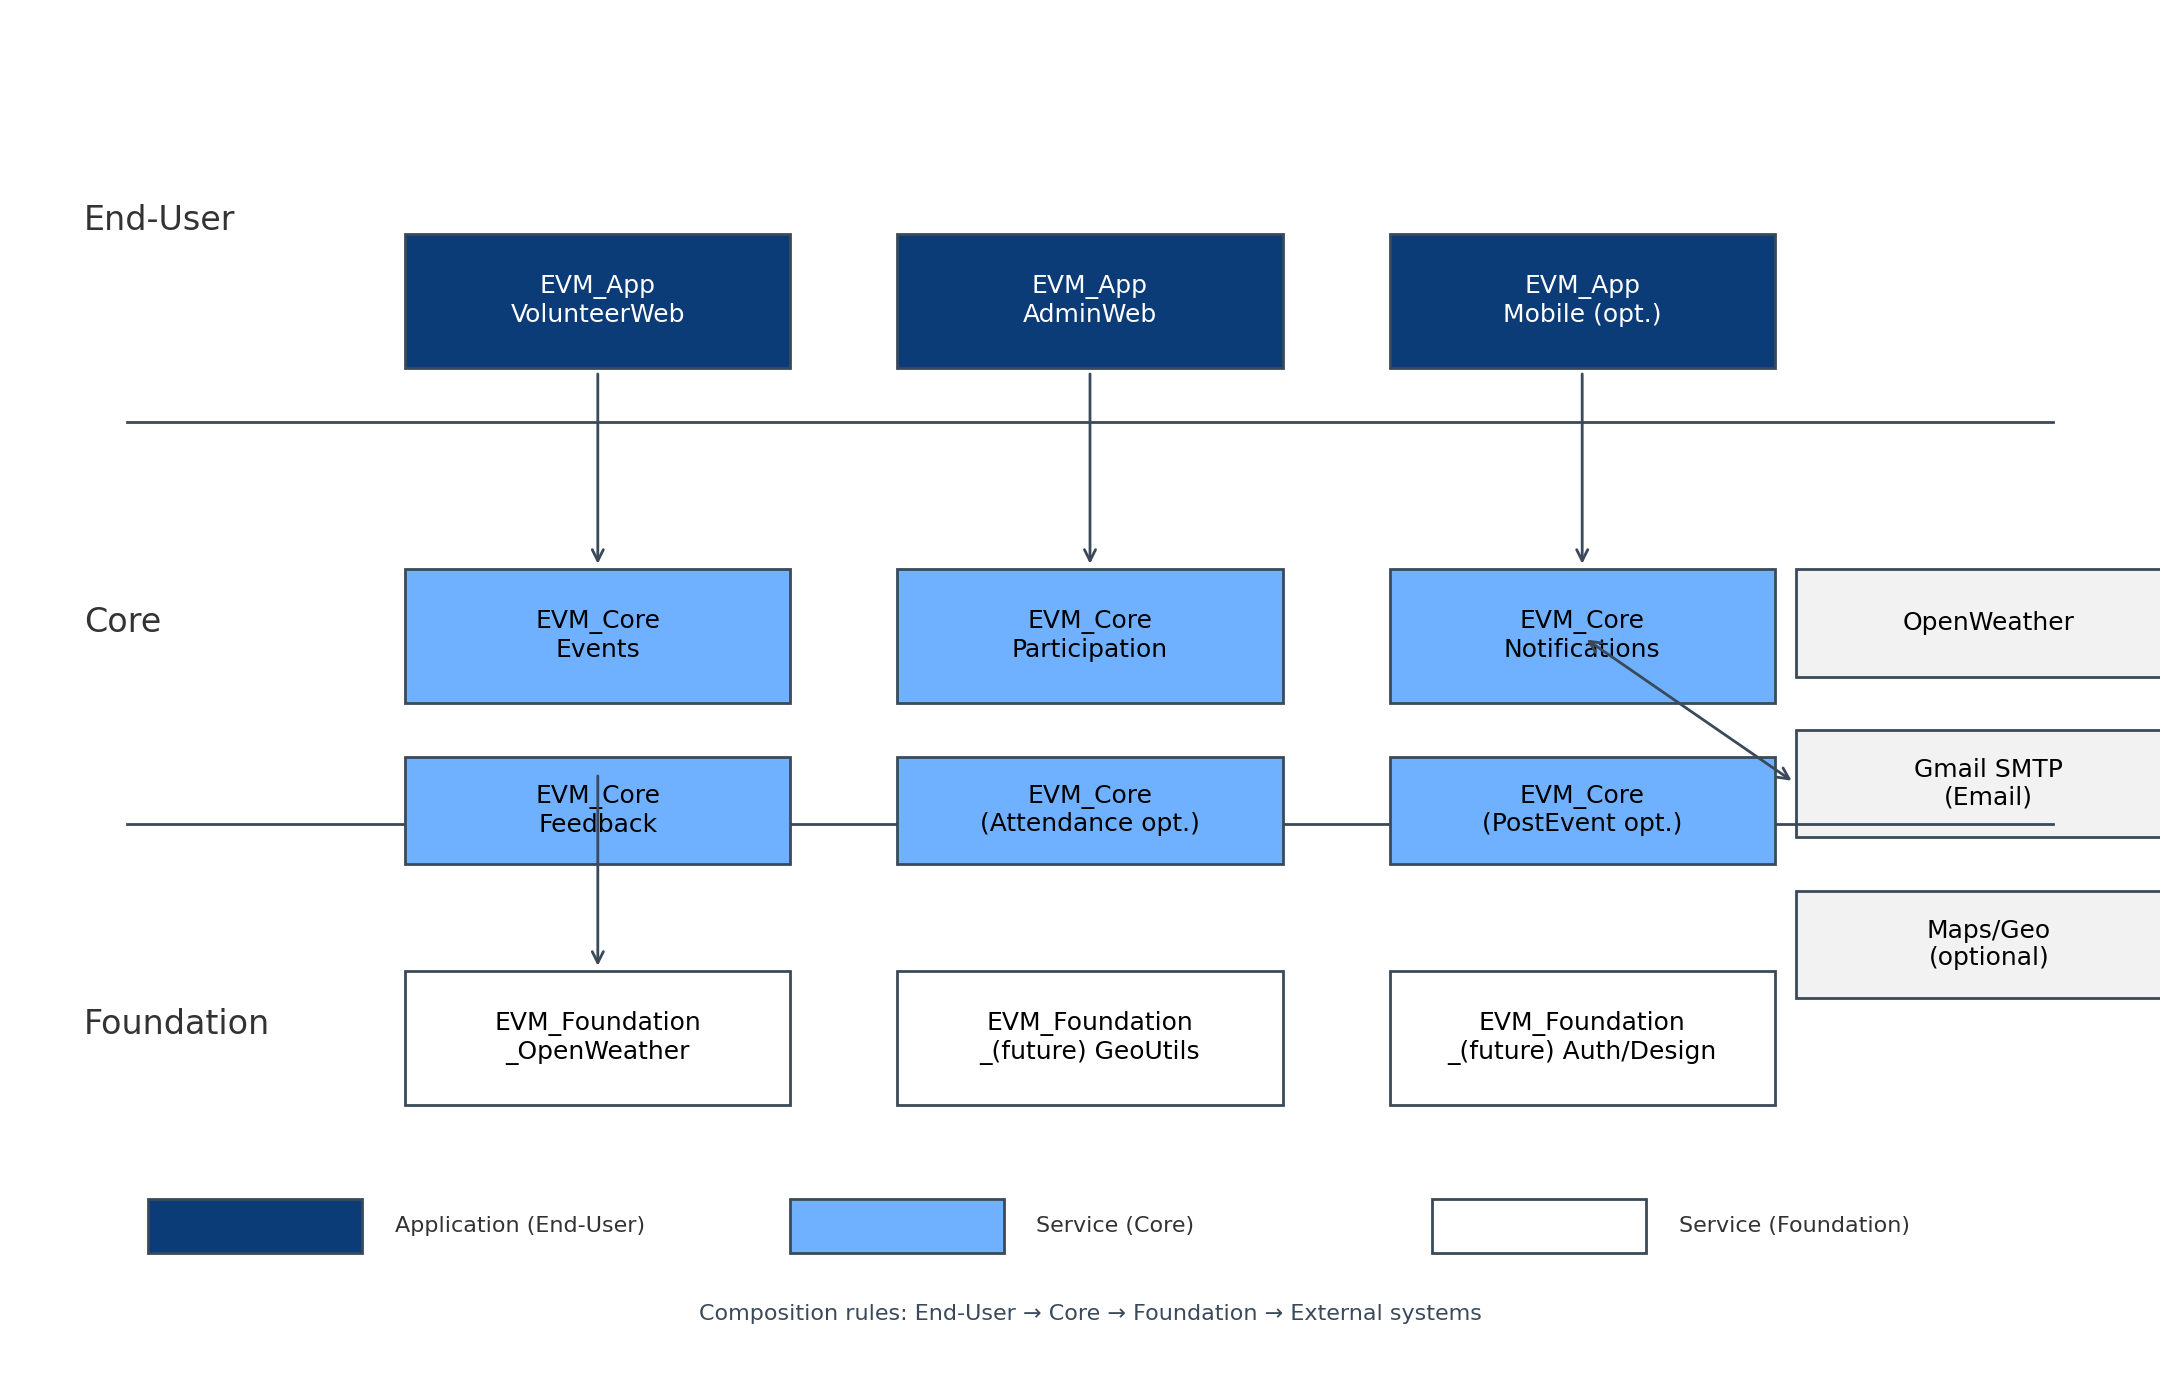 End-User
EVM_App
VolunteerWeb
EVM_App
AdminWeb
EVM_App
Mobile (opt.)
Core
EVM_Core
Events
EVM_Core
Participation
EVM_Core
Notifications
OpenWeather
EVM_Core
Feedback
EVM_Core
(Attendance opt.)
EVM_Core
(PostEvent opt.)
Gmail SMTP
(Email)
Maps/Geo
(optional)
Foundation
EVM_Foundation
_OpenWeather
EVM_Foundation
_(future) GeoUtils
EVM_Foundation
_(future) Auth/Design
Application (End-User)
Service (Core)
Service (Foundation)
Composition rules: End-User → Core → Foundation → External systems